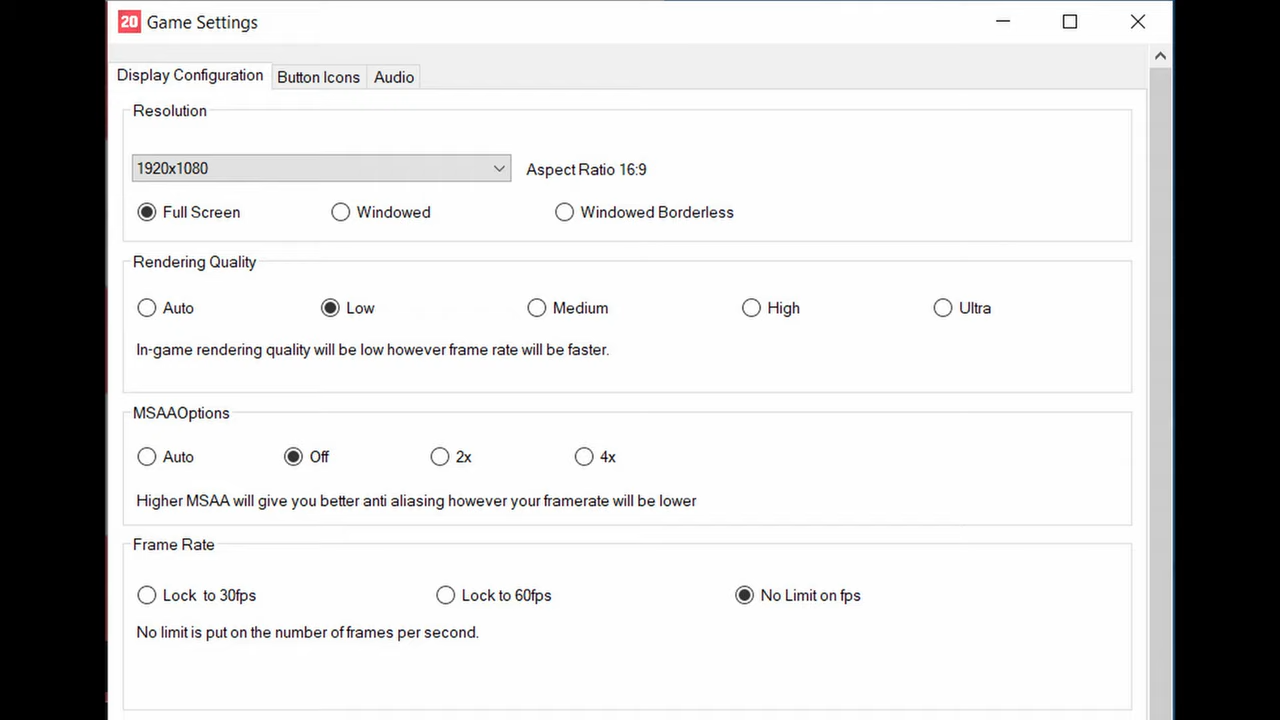 20 Game Settings
Display Configuration Button Icons Audio
Resolution
1920x1080 Aspect Ratio 16:9
Full Screen Windowed Windowed Borderless
Rendering Quality
Auto Low Medium High Ultra
In-game rendering quality will be low however frame rate will be faster.
MSAAOptions
Auto Off 2x 4x
Higher MSAA will give you better anti aliasing however your framerate will be lower
Frame Rate
Lock to 30fps Lock to 60fps No Limit on fps
No limit is put on the number of frames per second.